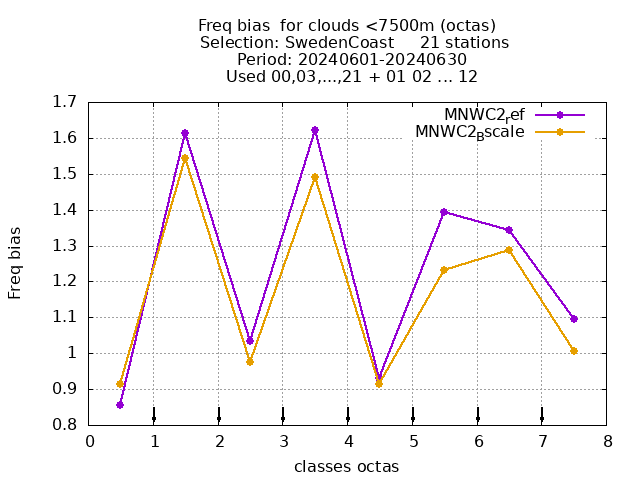 Freq bias  for clouds <7500m (octas)
Selection: SwedenCoast     21 stations
Period: 20240601-20240630
Used 00,03,...,21 + 01 02 ... 12
MNWC2ref
MNWC2Bscale
1.7
1.6
1.5
1.4
1.3
1.2
1.1
1
0.9
0.8
Freq bias
0 1 2 3 4 5 6 7 8
classes octas